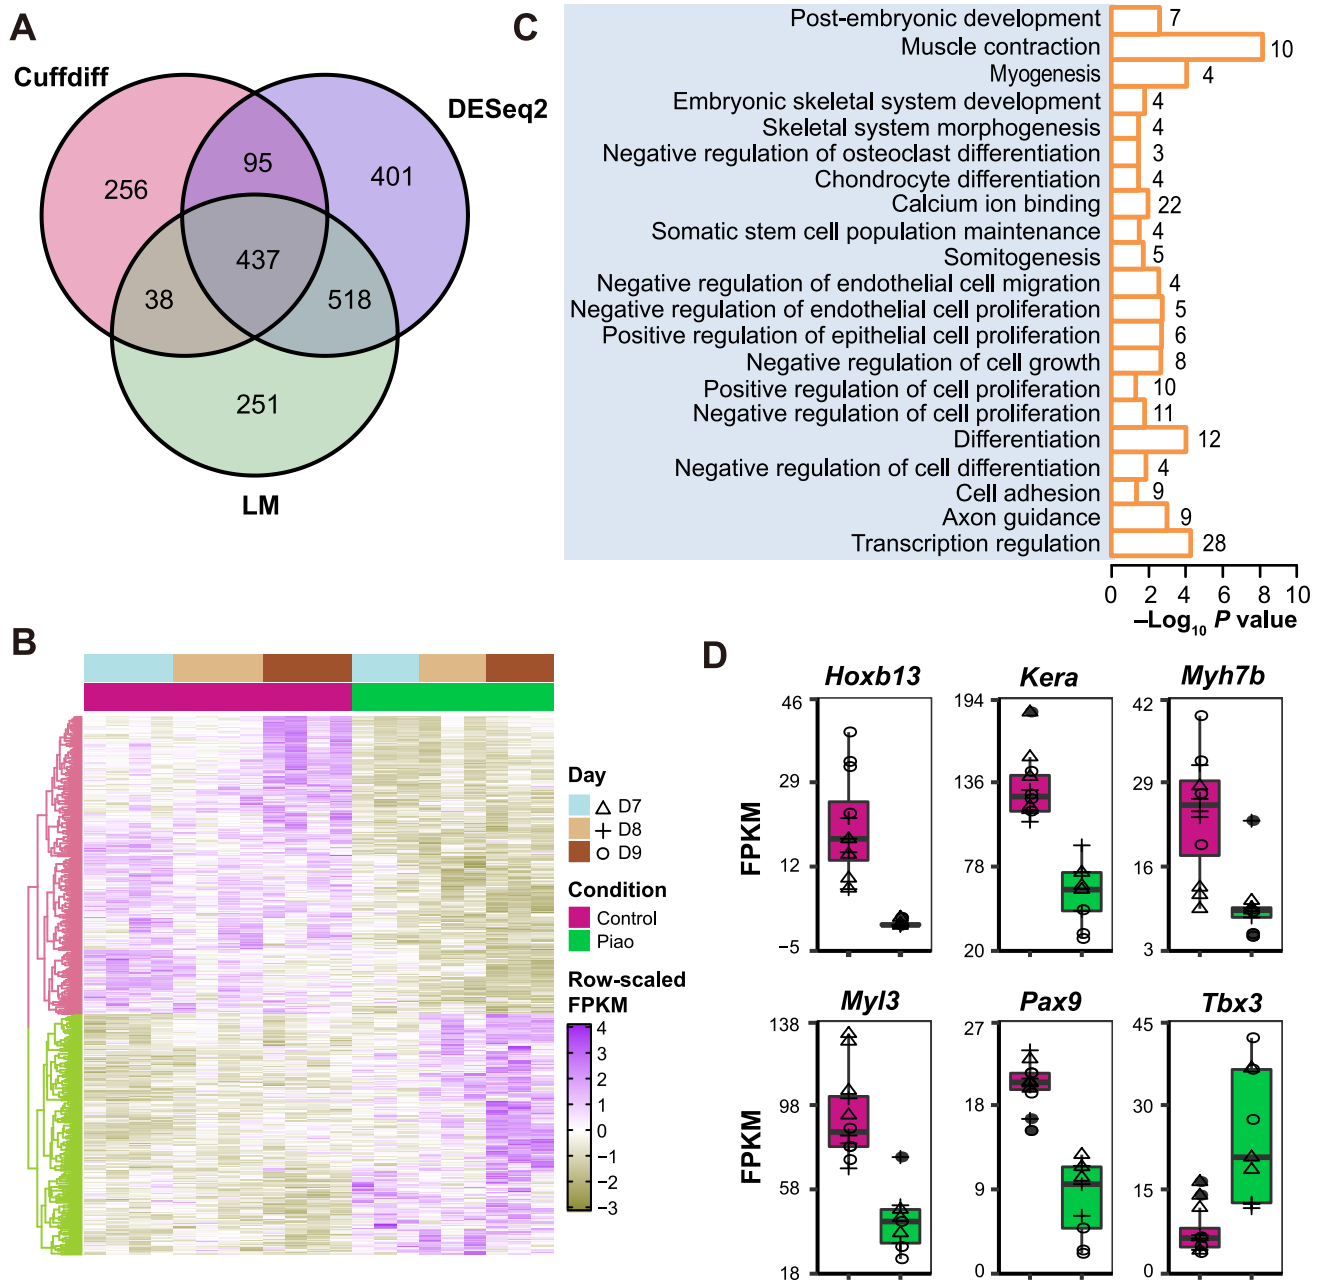 A
Cuffdiff
DESeq2
95
256
401
437
38
518
251
LM
C
Post-embryonic development 7
Muscle contraction 10
Myogenesis 4
Embryonic skeletal system development 4
Skeletal system morphogenesis 4
Negative regulation of osteoclast differentiation 3
Chondrocyte differentiation 4
Calcium ion binding 22
Somatic stem cell population maintenance 4
Somitogenesis 5
Negative regulation of endothelial cell migration 4
Negative regulation of endothelial cell proliferation 5
Positive regulation of epithelial cell proliferation 6
Negative regulation of cell growth 8
Positive regulation of cell proliferation 10
Negative regulation of cell proliferation 11
Differentiation 12
Negative regulation of cell differentiation 4
Cell adhesion 9
Axon guidance 9
Transcription regulation 28
0 2 4 6 8 10
–Log₁₀ P value
B
Day
D7
D8
D9
Condition
Control
Piao
Row-scaled
FPKM
4
3
2
1
0
−1
−2
−3
D
Hoxb13
46
29
12
−5
FPKM
Kera
194
136
78
20
Myh7b
42
29
16
3
Myl3
138
98
58
18
FPKM
Pax9
27
18
9
0
Tbx3
45
30
15
0